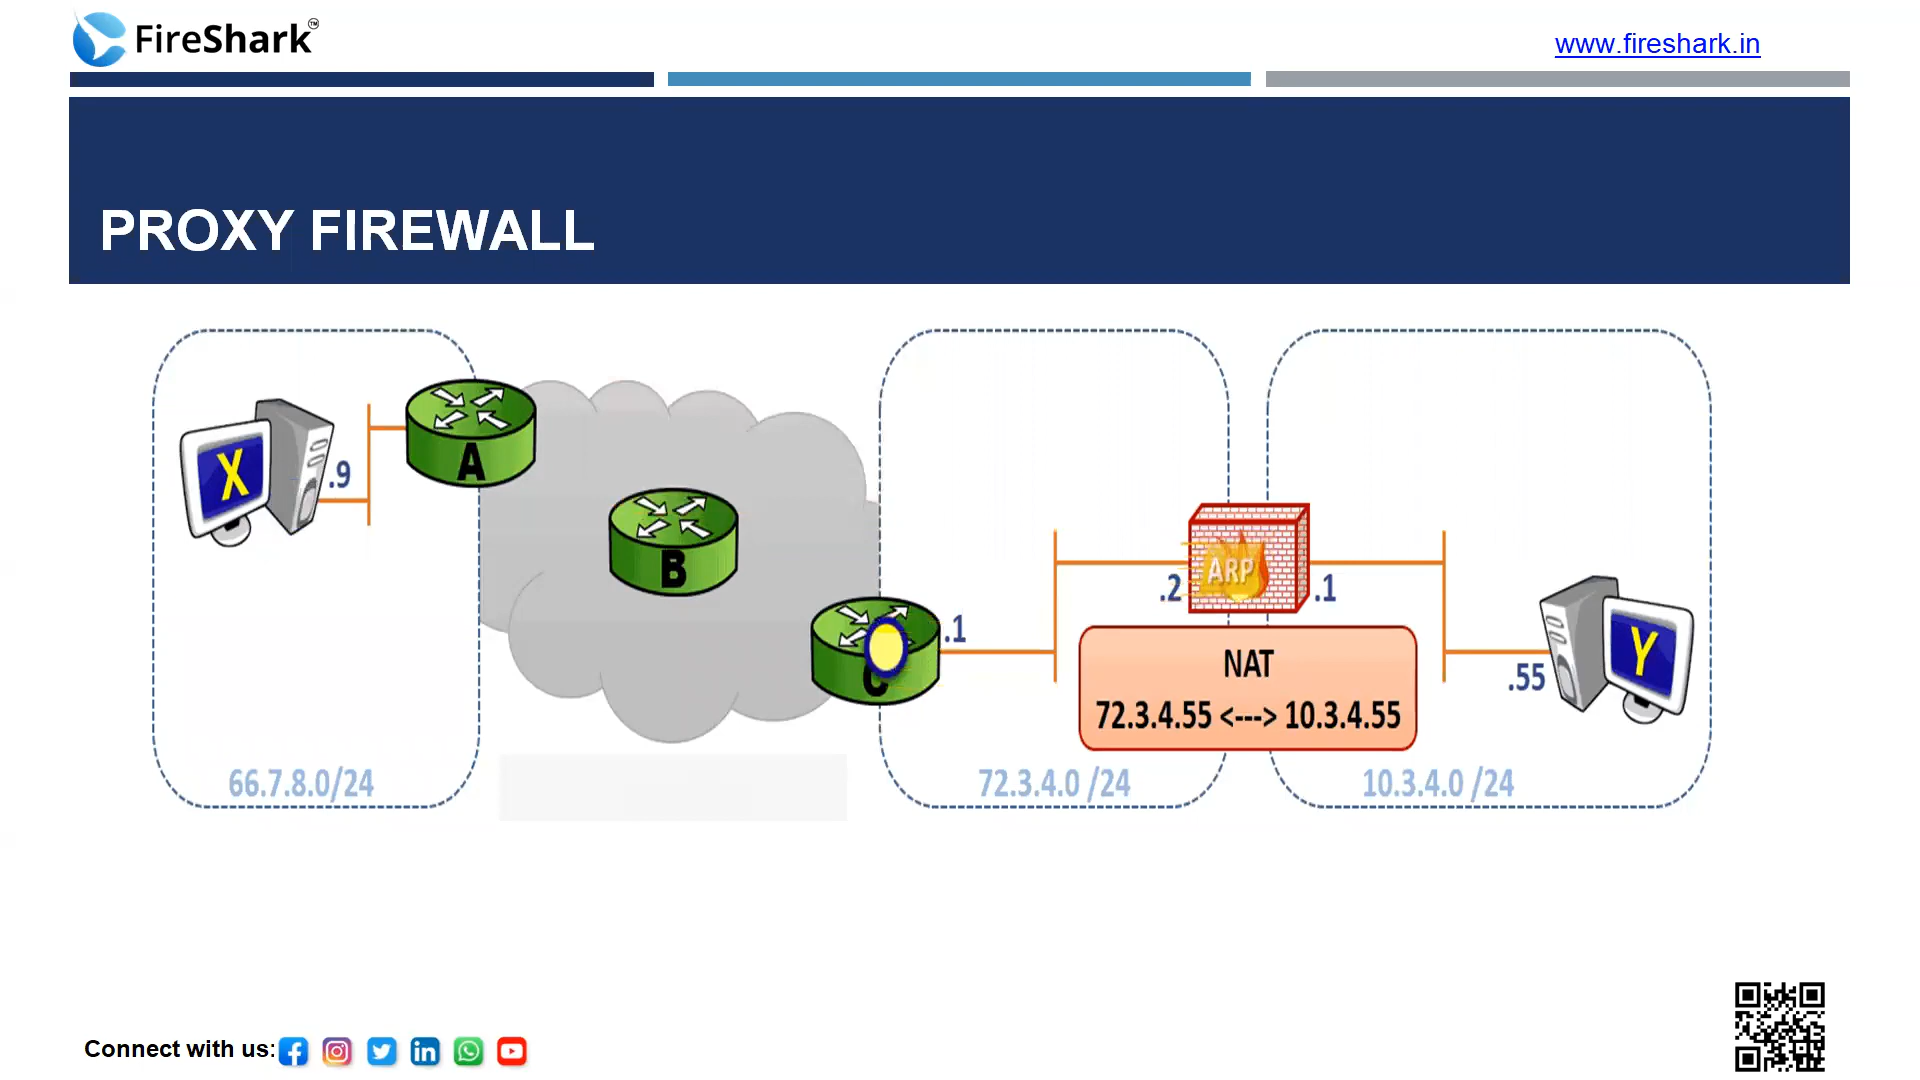 FireShark™
www.fireshark.in
PROXY FIREWALL
X
.9
A
B
C
.1
.2
ARP
.1
NAT
72.3.4.55 <---> 10.3.4.55
.55
Y
66.7.8.0/24
72.3.4.0 /24
10.3.4.0 /24
Connect with us: